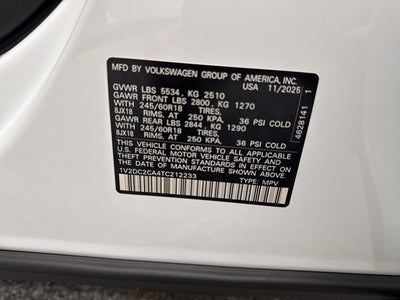 MFD BY VOLKSWAGEN GROUP OF AMERICA, INC.
USA 11/2025
GVWR LBS 5534, KG 2510
GAWR FRONT LBS 2800, KG 1270
WITH 245/60R18 TIRES,
8JX18 RIMS, AT 250 KPA, 36 PSI COLD
GAWR REAR LBS 2844, KG 1290
WITH 245/60R18 TIRES,
8JX18 RIMS, AT 250 KPA, 36 PSI COLD
THIS VEHICLE CONFORMS TO ALL APPLICABLE
U.S. FEDERAL MOTOR VEHICLE SAFETY AND
THEFT PREVENTION STANDARDS IN EFFECT ON
THE DATE OF MANUFACTURE SHOWN ABOVE.
1V2DC2CA4TC212233
TYPE: MPV
4628141 1